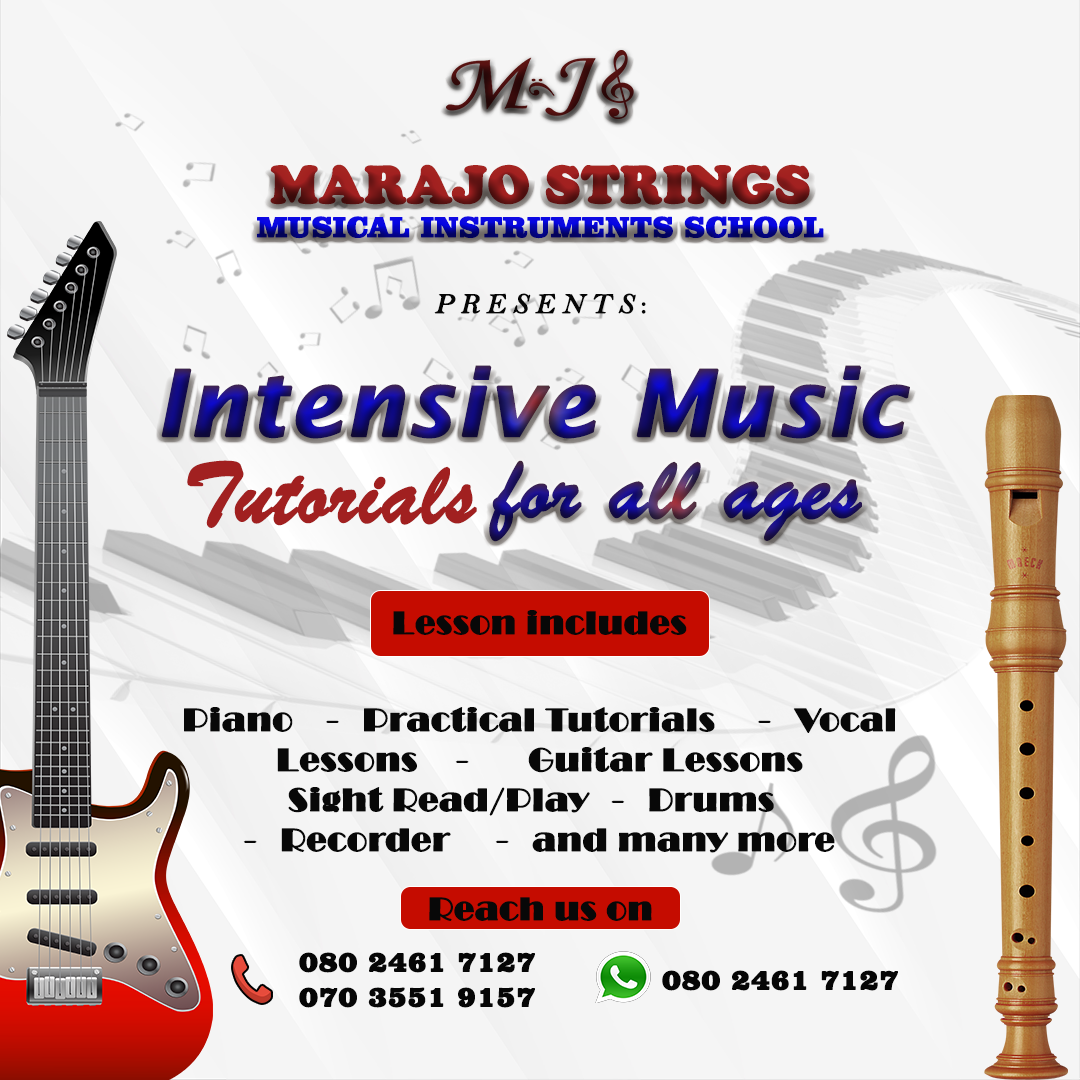 MJ
MARAJO STRINGS
MUSICAL INSTRUMENTS SCHOOL
PRESENTS:
Intensive Music
Tutorials for all ages
Lesson includes
Piano - Practical Tutorials - Vocal
Lessons - Guitar Lessons
Sight Read/Play - Drums
- Recorder - and many more
Reach us on
080 2461 7127
070 3551 9157
080 2461 7127